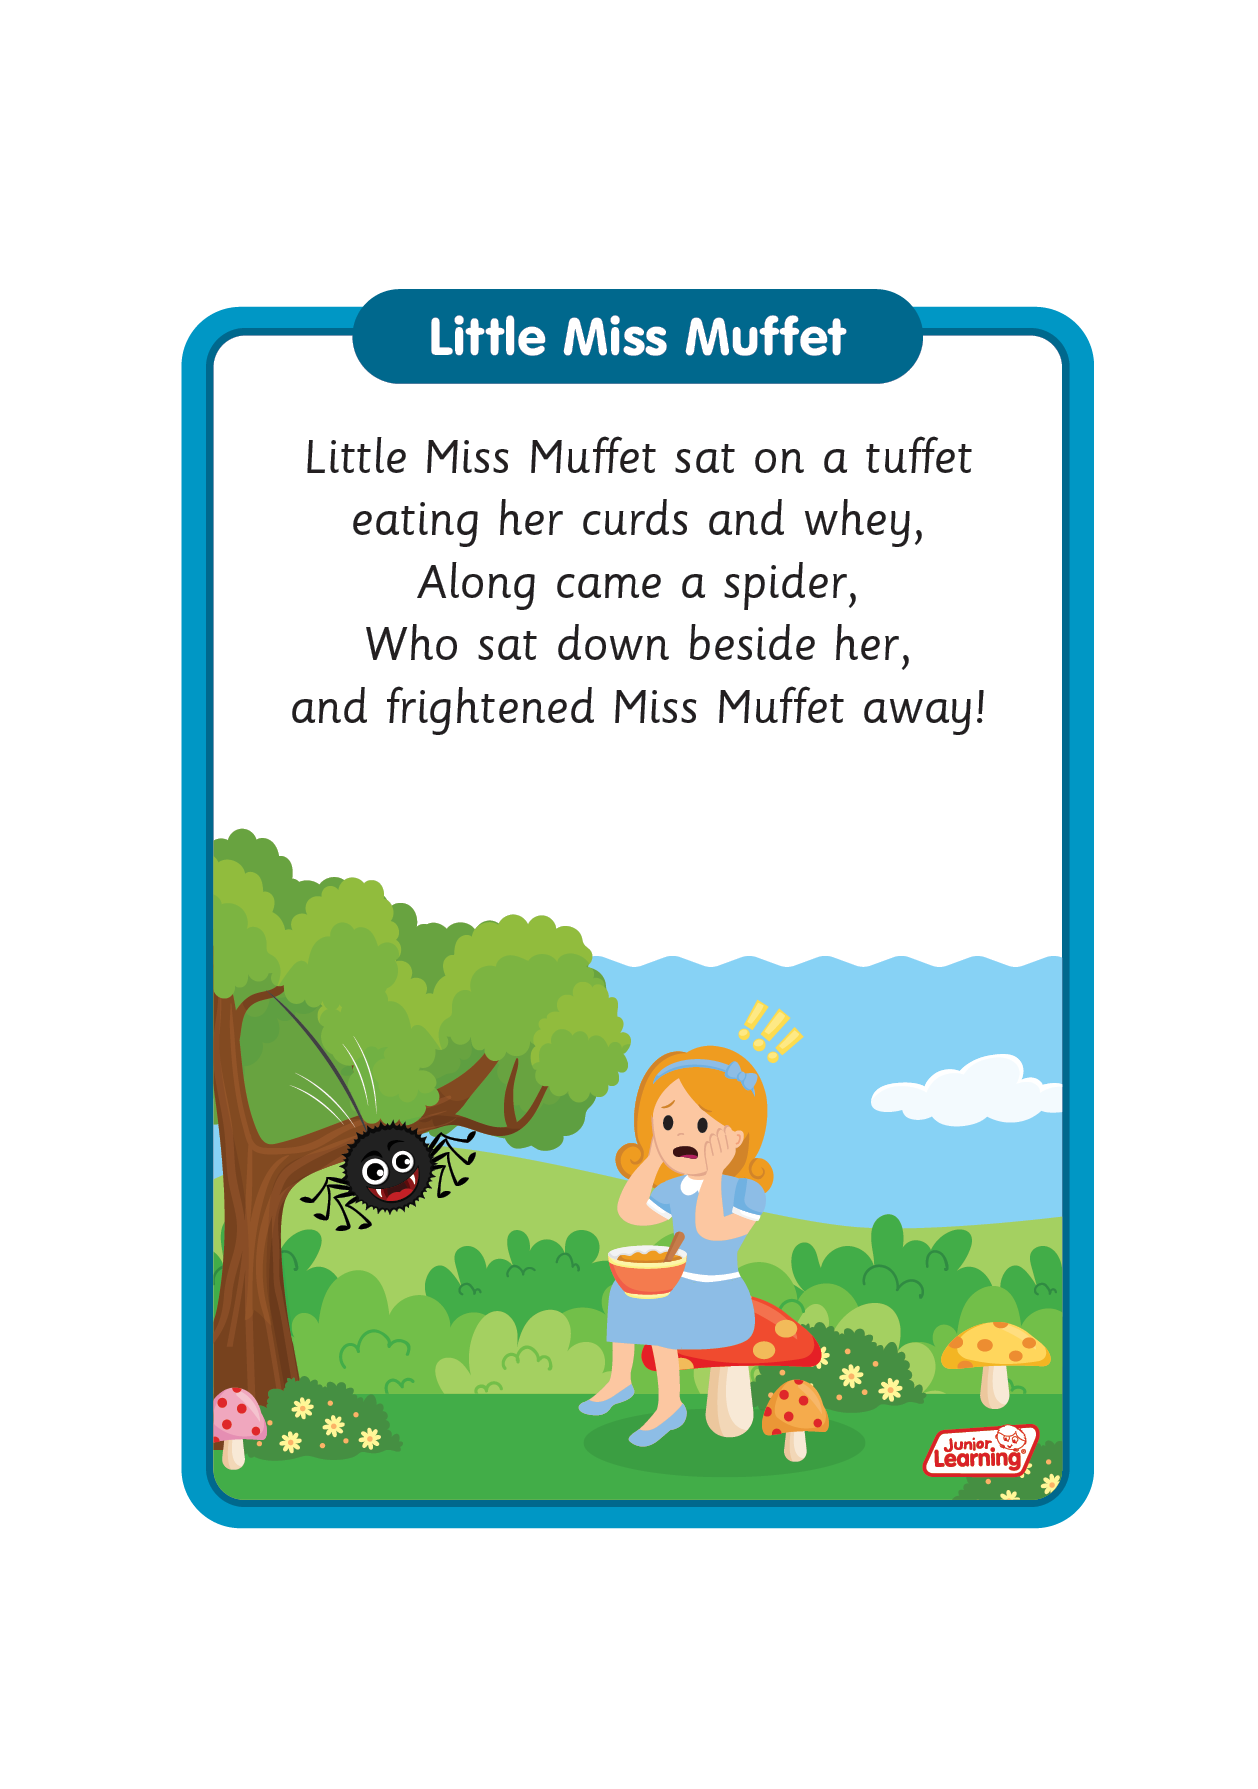 Little Miss Muffet
Little Miss Muffet sat on a tuffet
eating her curds and whey,
Along came a spider,
Who sat down beside her,
and frightened Miss Muffet away!
!!!
Junior
Learning®